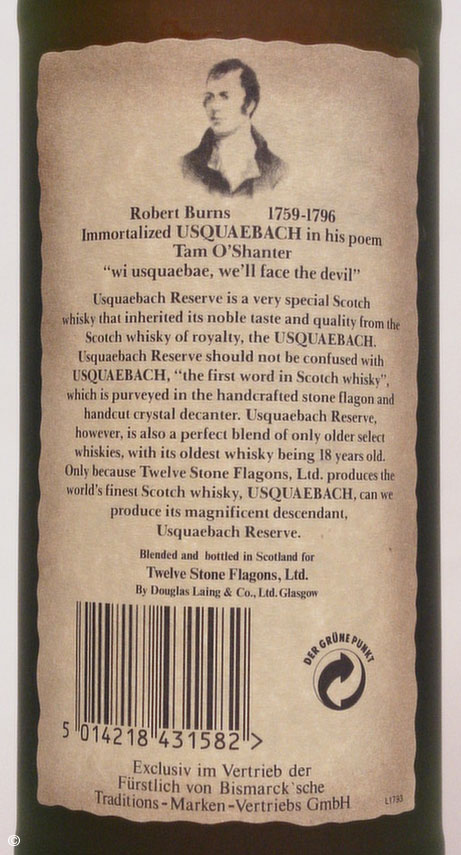 Robert Burns 1759-1796
Immortalized USQUAEBACH in his poem
Tam O'Shanter
"wi usquaebae, we'll face the devil"
Usquaebach Reserve is a very special Scotch
whisky that inherited its noble taste and quality from the
Scotch whisky of royalty, the USQUAEBACH.
Usquaebach Reserve should not be confused with
USQUAEBACH, "the first word in Scotch whisky",
which is purveyed in the handcrafted stone flagon and
handcut crystal decanter. Usquaebach Reserve,
however, is also a perfect blend of only older select
whiskies, with its oldest whisky being 18 years old.
Only because Twelve Stone Flagons, Ltd. produces the
world's finest Scotch whisky, USQUAEBACH, can we
produce its magnificent descendant,
Usquaebach Reserve.
Blended and bottled in Scotland for
Twelve Stone Flagons, Ltd.
By Douglas Laing & Co., Ltd. Glasgow
DER GRÜNE PUNKT
5 014218 431582 >
Exclusiv im Vertrieb der
Fürstlich von Bismarck`sche
Traditions-Marken-Vertriebs GmbH
L1793
©